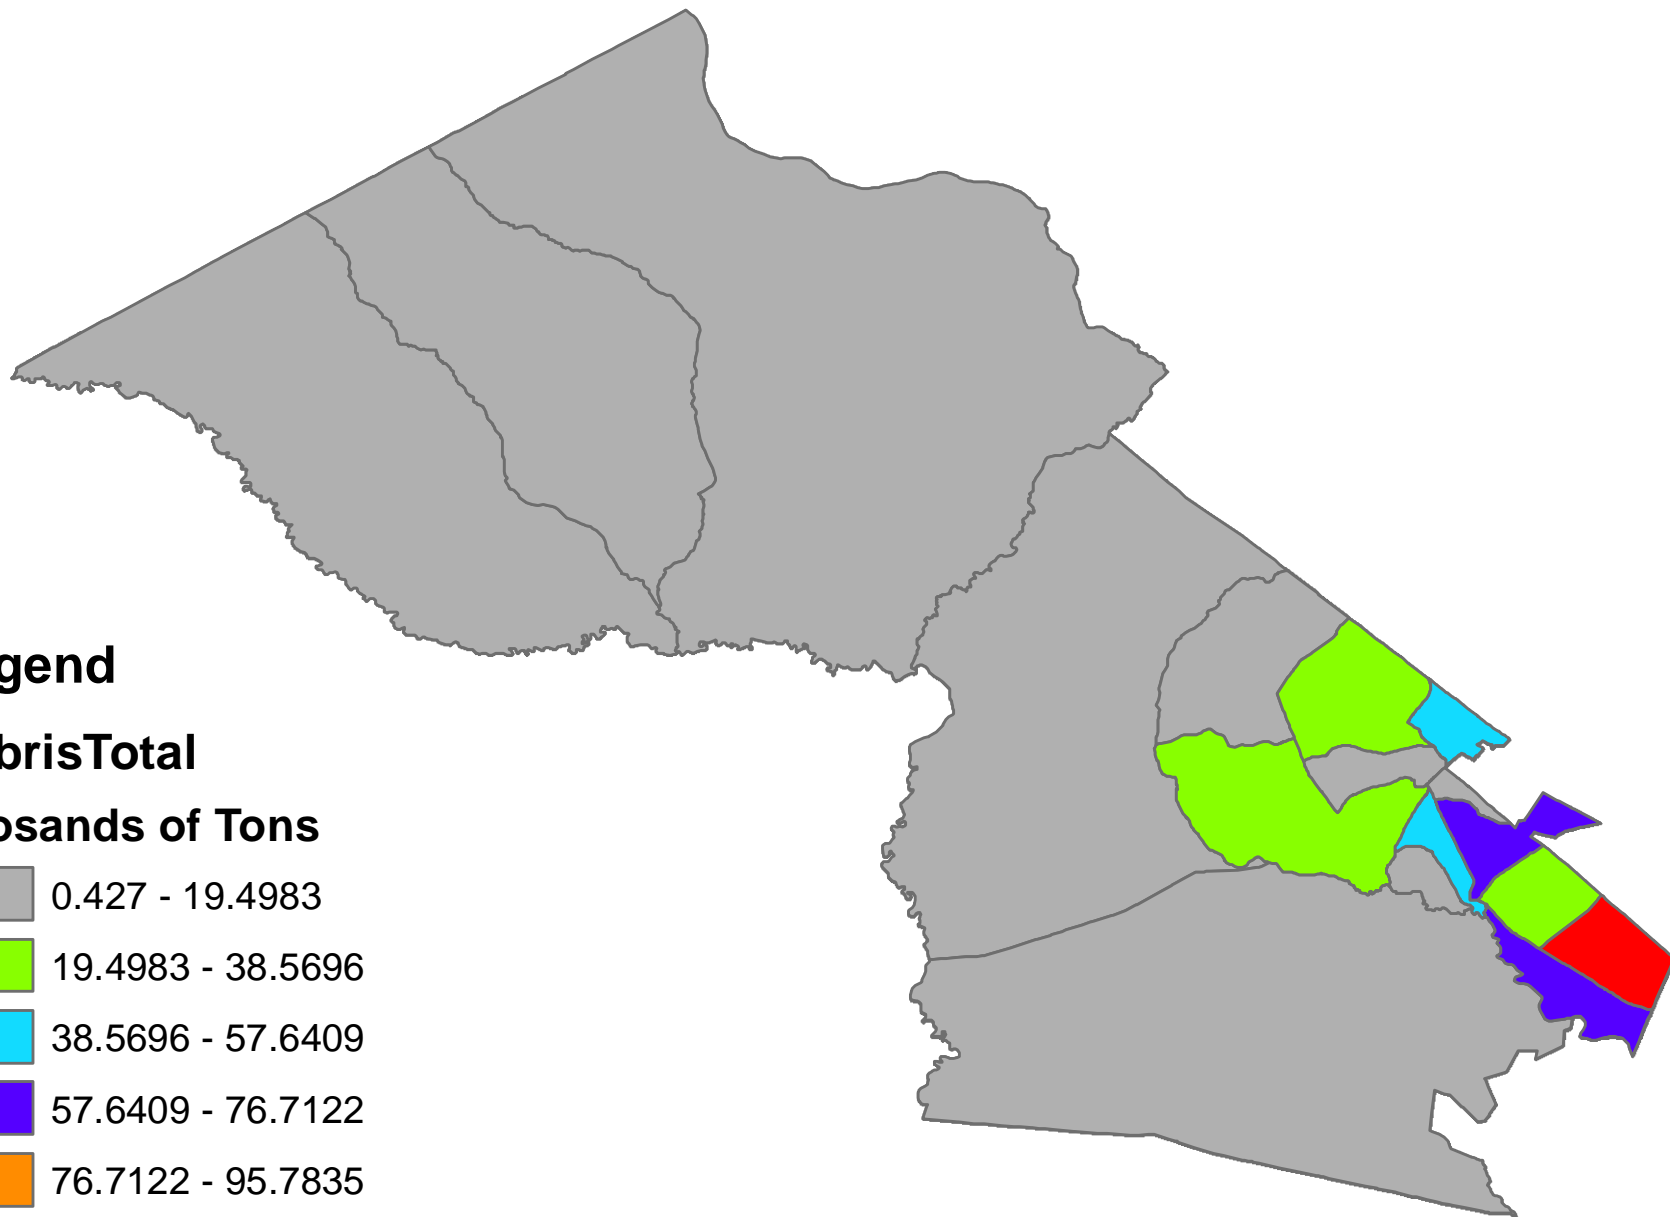 gend
brisTotal
osands of Tons
0.427 - 19.4983
19.4983 - 38.5696
38.5696 - 57.6409
57.6409 - 76.7122
76.7122 - 95.7835